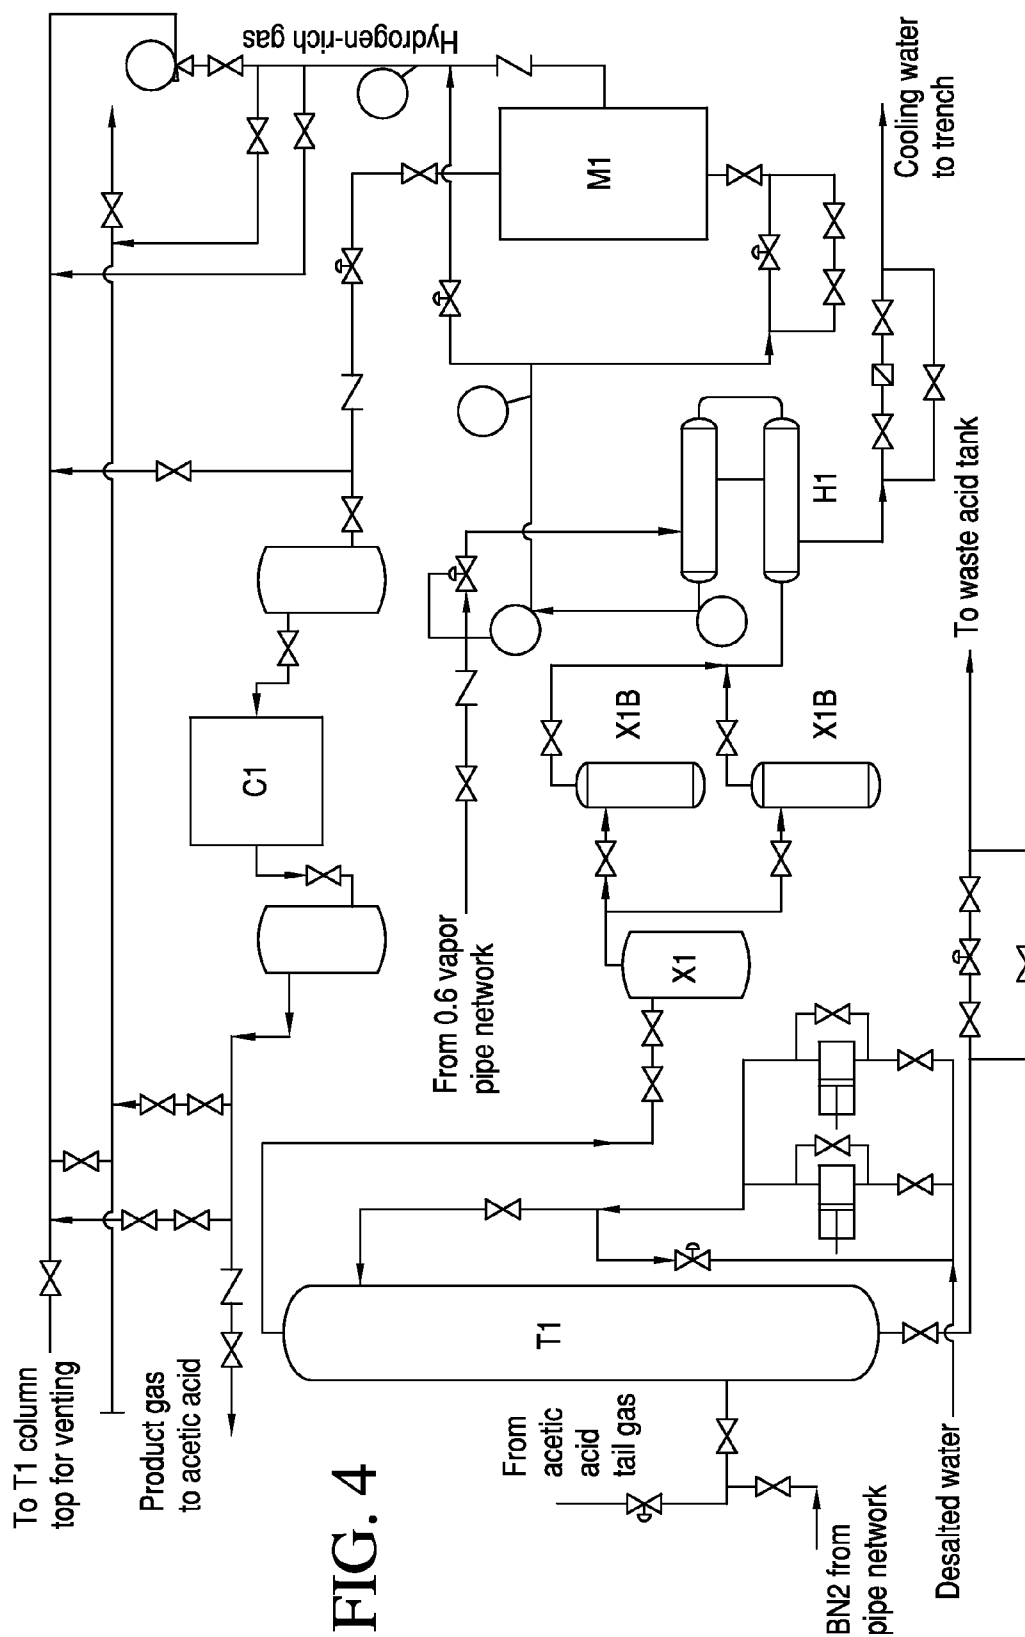 To T1 column
top for venting
Product gas
to acetic acid
FIG. 4
From
acetic
acid
tail gas
BN2 from
pipe network
Desalted water
T1
From 0.6 vapor
pipe network
X1
C1
X1B
X1B
H1
To waste acid tank
Hydrogen-rich gas
M1
Cooling water
to trench